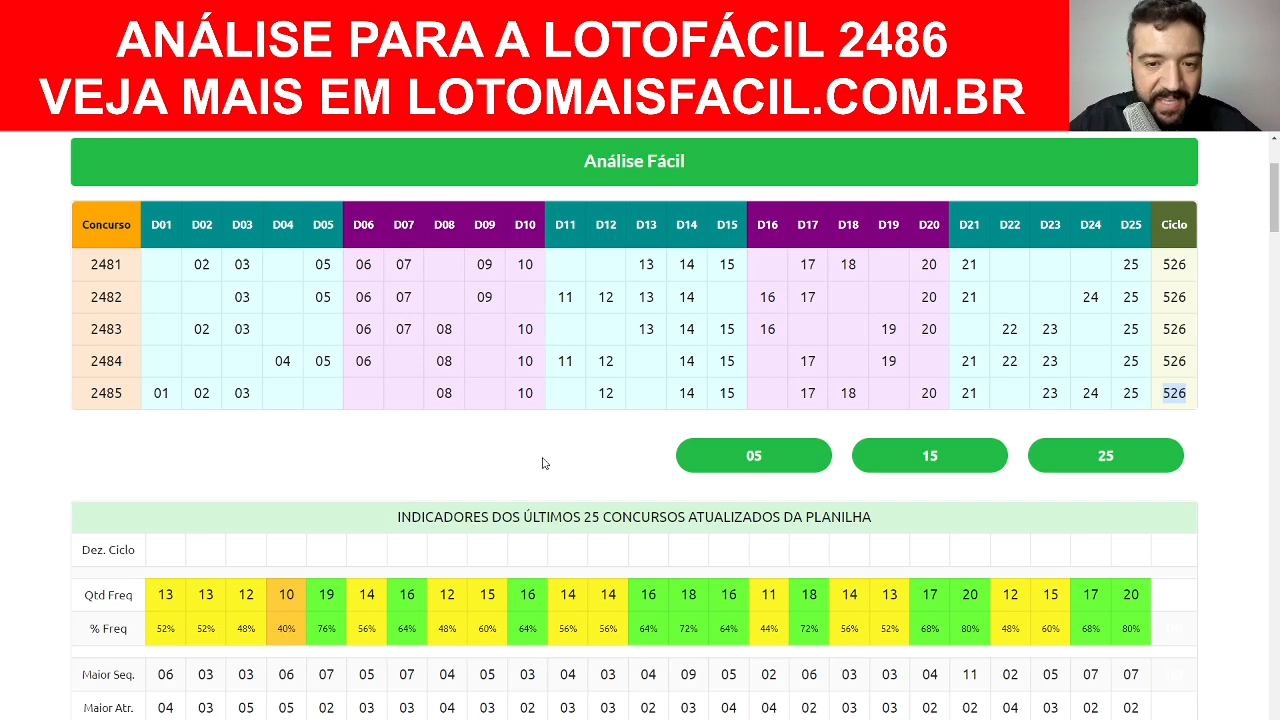 ANÁLISE PARA A LOTOFÁCIL 2486
VEJA MAIS EM LOTOMAISFACIL.COM.BR
Análise Fácil
Concurso D01 D02 D03 D04 D05 D06 D07 D08 D09 D10 D11 D12 D13 D14 D15 D16 D17 D18 D19 D20 D21 D22 D23 D24 D25 Ciclo
2481 02 03 05 06 07 09 10 13 14 15 17 18 20 21 25 526
2482 03 05 06 07 09 11 12 13 14 16 17 20 21 24 25 526
2483 02 03 06 07 08 10 13 14 15 16 19 20 22 23 25 526
2484 04 05 06 08 10 11 12 14 15 17 19 21 22 23 25 526
2485 01 02 03 08 10 12 14 15 17 18 20 21 23 24 25 526
05 15 25
INDICADORES DOS ÚLTIMOS 25 CONCURSOS ATUALIZADOS DA PLANILHA
Dez. Ciclo
Qtd Freq 13 13 12 10 19 14 16 12 15 16 14 14 16 18 16 11 18 14 13 17 20 12 15 17 20
% Freq 52% 52% 48% 40% 76% 56% 64% 48% 60% 64% 56% 56% 64% 72% 64% 44% 72% 56% 52% 68% 80% 48% 60% 68% 80%
Maior Seq. 06 03 03 06 07 05 07 04 05 03 04 03 04 09 05 02 06 03 03 04 11 02 05 07 07
Maior Atr. 04 03 05 05 02 03 03 04 03 02 03 04 03 02 04 04 02 03 04 02 02 04 03 02 02